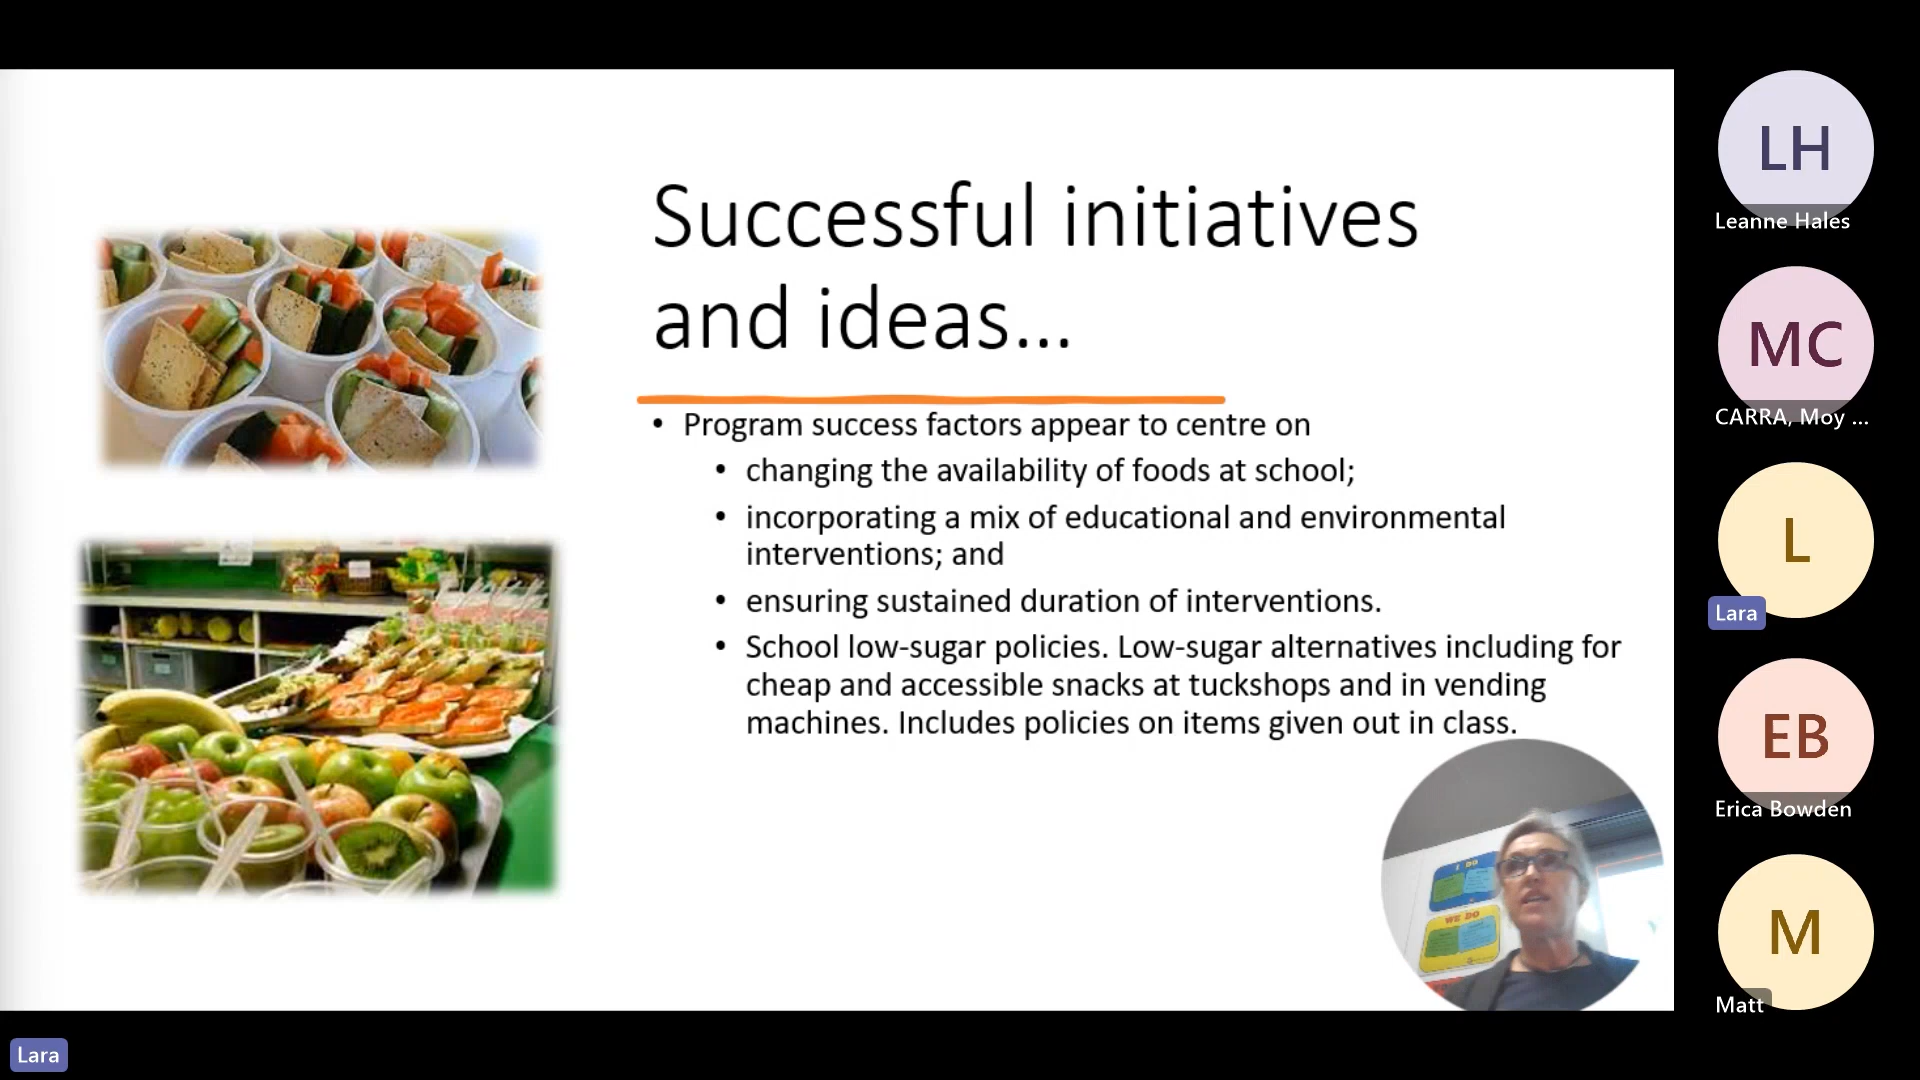 Successful initiatives
and ideas...
• Program success factors appear to centre on
• changing the availability of foods at school;
• incorporating a mix of educational and environmental
interventions; and
• ensuring sustained duration of interventions.
• School low-sugar policies. Low-sugar alternatives including for
cheap and accessible snacks at tuckshops and in vending
machines. Includes policies on items given out in class.
I DO
WE DO
LH
Leanne Hales
MC
CARRA, Moy ...
L
Lara
EB
Erica Bowden
M
Matt
Lara